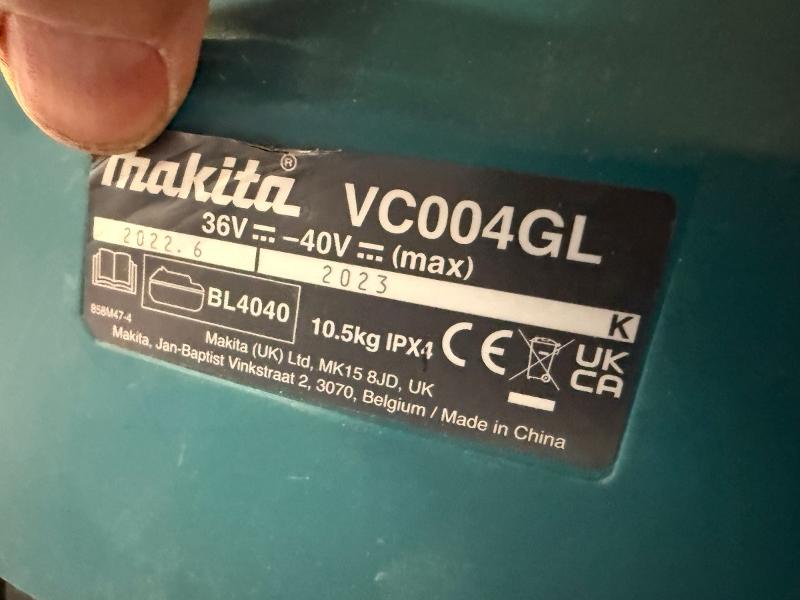 makita® VC004GL
36V⎓–40V⎓(max)
2022.6
2023
K
BL4040
10.5kg IPX4
CE
UK
CA
858M47-4
Makita (UK) Ltd, MK15 8JD, UK
Makita, Jan-Baptist Vinkstraat 2, 3070, Belgium / Made in China